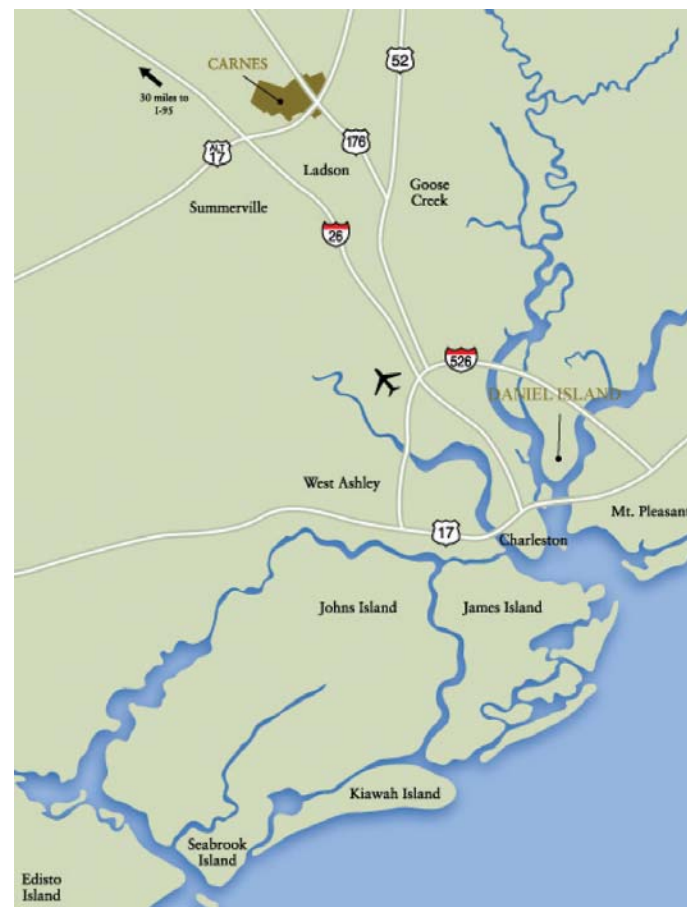 CARNES
52
30 miles to
I-95
ALT
17
176
Ladson
Goose
Creek
Summerville
26
526
DANIEL ISLAND
West Ashley
Mt. Pleasant
17
Charleston
Johns Island
James Island
Kiawah Island
Seabrook
Island
Edisto
Island